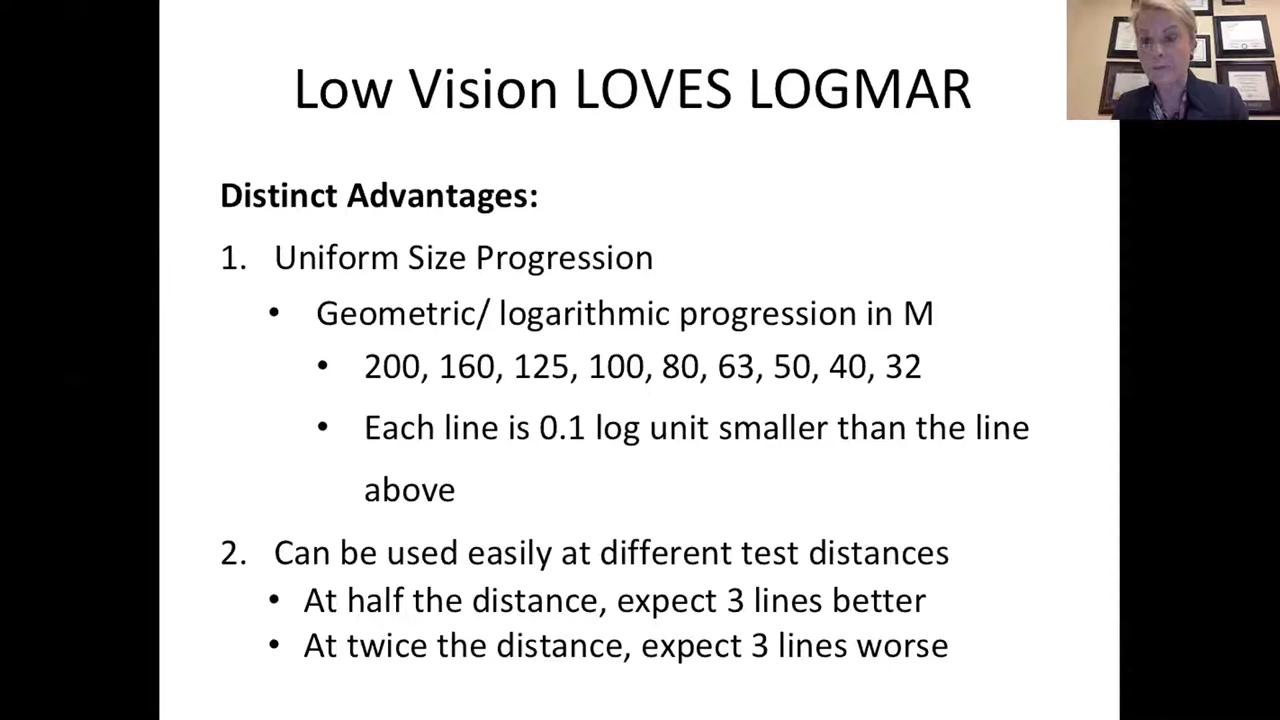 Low Vision LOVES LOGMAR
Distinct Advantages:
1. Uniform Size Progression
• Geometric/ logarithmic progression in M
• 200, 160, 125, 100, 80, 63, 50, 40, 32
• Each line is 0.1 log unit smaller than the line
above
2. Can be used easily at different test distances
• At half the distance, expect 3 lines better
• At twice the distance, expect 3 lines worse